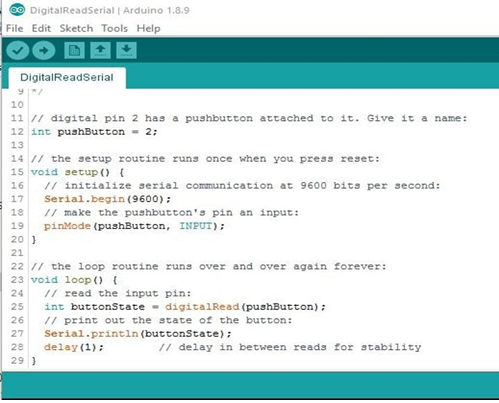 DigitalReadSerial | Arduino 1.8.9
File Edit Sketch Tools Help
DigitalReadSerial
9 */
10
11 // digital pin 2 has a pushbutton attached to it. Give it a name:
12 int pushButton = 2;
13
14 // the setup routine runs once when you press reset:
15 void setup() {
16   // initialize serial communication at 9600 bits per second:
17   Serial.begin(9600);
18   // make the pushbutton's pin an input:
19   pinMode(pushButton, INPUT);
20 }
21
22 // the loop routine runs over and over again forever:
23 void loop() {
24   // read the input pin:
25   int buttonState = digitalRead(pushButton);
26   // print out the state of the button:
27   Serial.println(buttonState);
28   delay(1);        // delay in between reads for stability
29 }